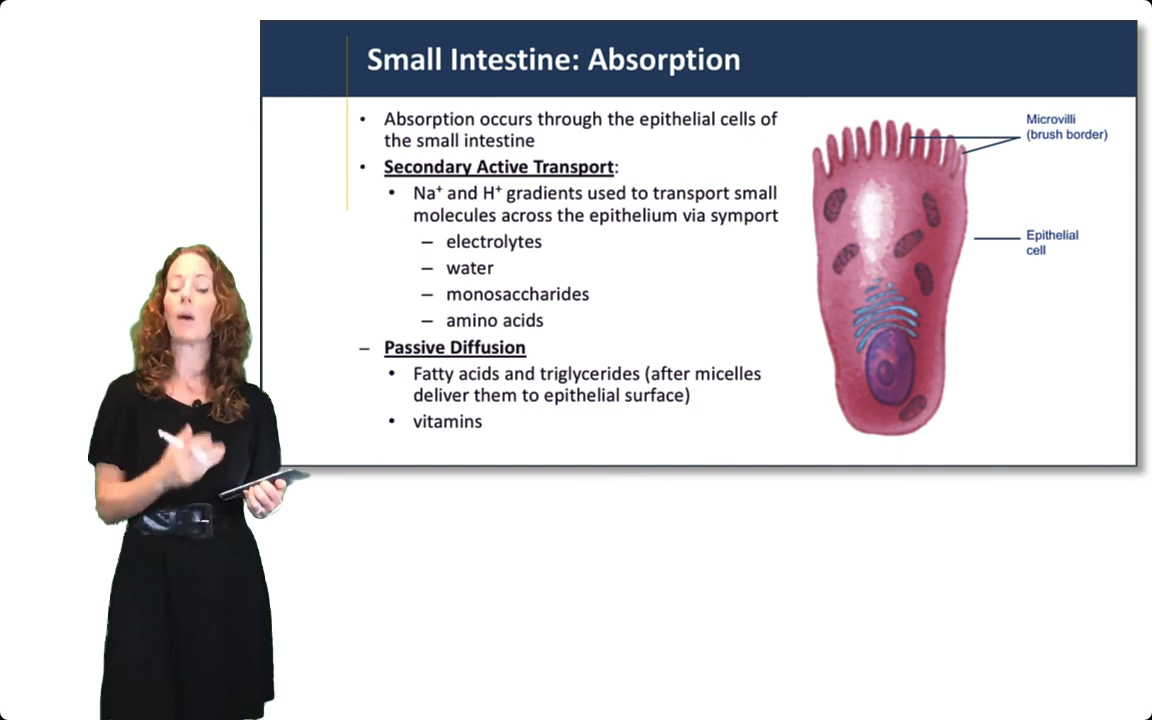 Small Intestine: Absorption
• Absorption occurs through the epithelial cells of
the small intestine
• Secondary Active Transport:
• Na⁺ and H⁺ gradients used to transport small
molecules across the epithelium via symport
– electrolytes
– water
– monosaccharides
– amino acids
– Passive Diffusion
• Fatty acids and triglycerides (after micelles
deliver them to epithelial surface)
• vitamins
Microvilli
(brush border)
Epithelial
cell